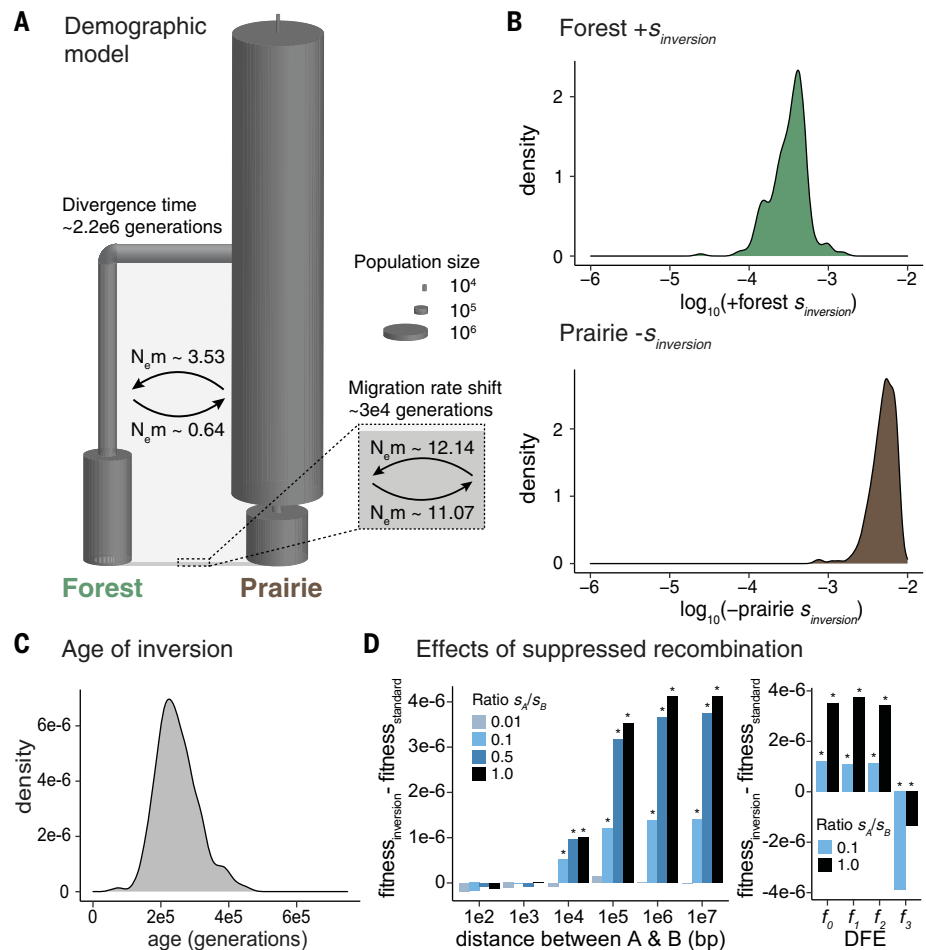 A
Demographic
model
Divergence time
~2.2e6 generations
Population size
10⁴
10⁵
10⁶
Nₑm ~ 3.53
Nₑm ~ 0.64
Migration rate shift
~3e4 generations
Nₑm ~ 12.14
Nₑm ~ 11.07
Forest
Prairie
B
Forest +s_inversion
density
2
1
0
−6 −5 −4 −3 −2
log₁₀(+forest s_inversion)
Prairie -s_inversion
density
2
1
0
−6 −5 −4 −3 −2
log₁₀(−prairie s_inversion)
C
Age of inversion
density
6e-6
4e-6
2e-6
0
0 2e5 4e5 6e5
age (generations)
D
Effects of suppressed recombination
fitness_inversion - fitness_standard
4e-6
3e-6
2e-6
1e-6
0
Ratio s_A/s_B
0.01
0.1
0.5
1.0
* * * * * * * * * * * *
1e2 1e3 1e4 1e5 1e6 1e7
distance between A & B (bp)
fitness_inversion - fitness_standard
4e-6
2e-6
0
-2e-6
-4e-6
* * * * * * * *
Ratio s_A/s_B
0.1
1.0
f₀ f₁ f₂ f₃
DFE